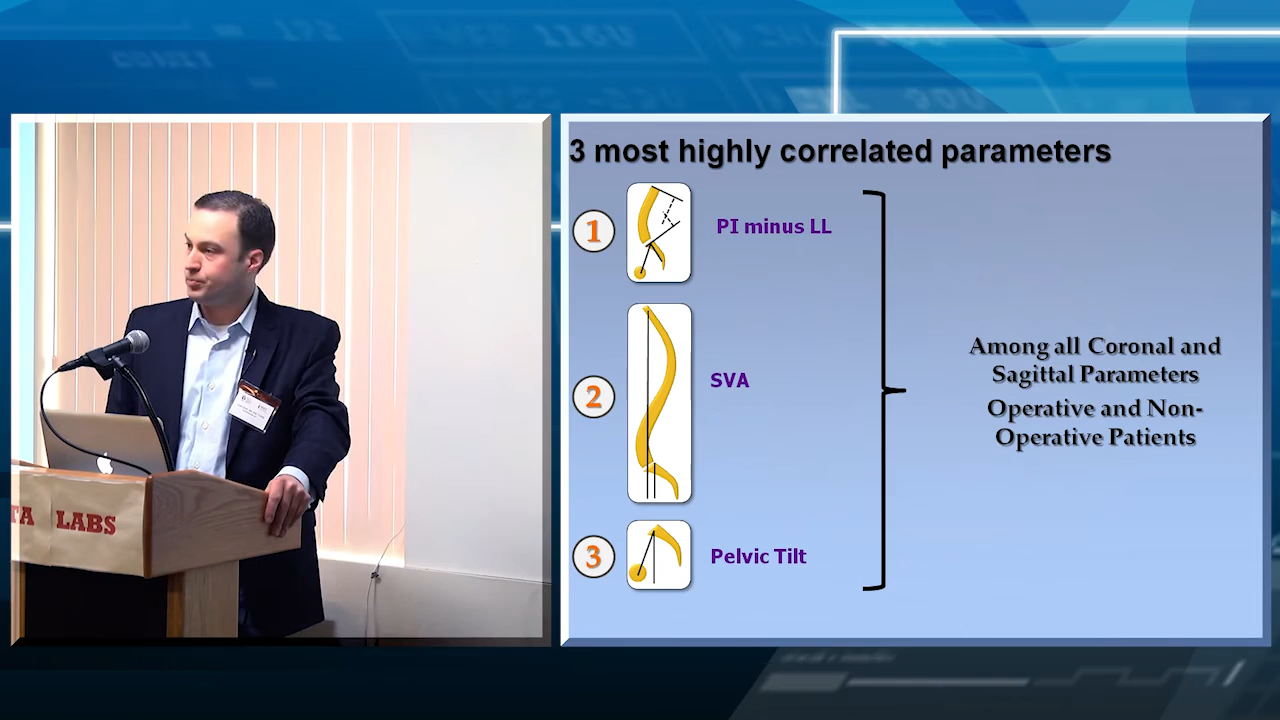 3 most highly correlated parameters
1
PI minus LL
2
SVA
3
Pelvic Tilt
Among all Coronal and
Sagittal Parameters
Operative and Non-
Operative Patients
TA LABS